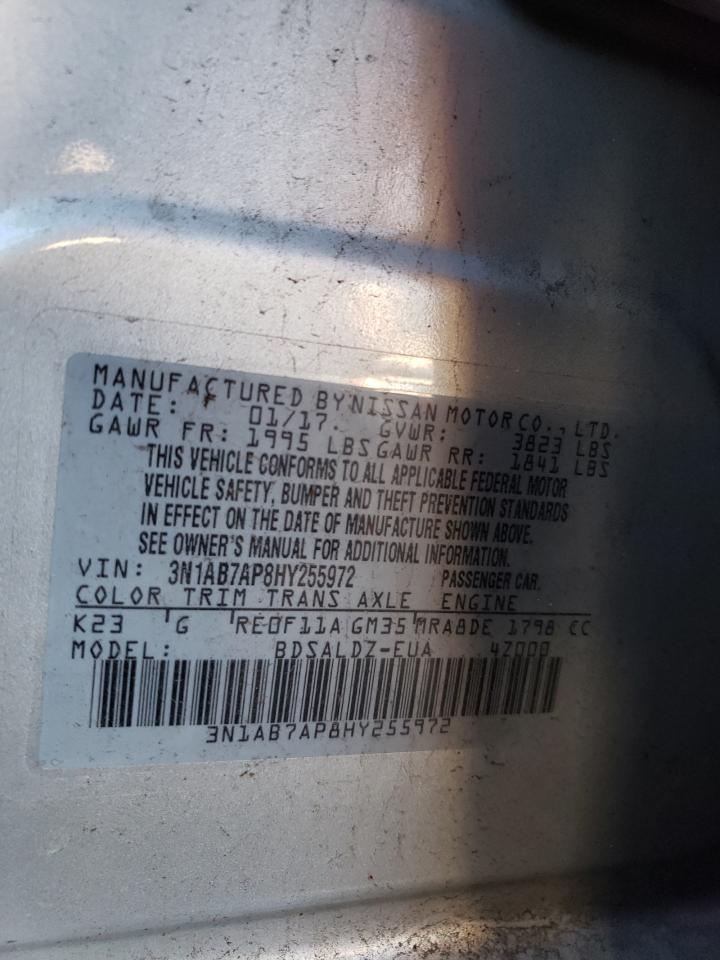 MANUFACTURED BY NISSAN MOTOR CO., LTD.
DATE: 01/17. GVWR: 3823 LBS
GAWR FR: 1995 LBS GAWR RR: 1841 LBS
THIS VEHICLE CONFORMS TO ALL APPLICABLE FEDERAL MOTOR
VEHICLE SAFETY, BUMPER AND THEFT PREVENTION STANDARDS
IN EFFECT ON THE DATE OF MANUFACTURE SHOWN ABOVE.
SEE OWNER'S MANUAL FOR ADDITIONAL INFORMATION.
VIN: 3N1AB7AP8HY255972 PASSENGER CAR.
COLOR TRIM TRANS AXLE ENGINE
K23 G RE0F11A GM35 MRA8DE 1798 CC
MODEL: BDSALDZ-EUA 4Z000
3N1AB7AP8HY255972